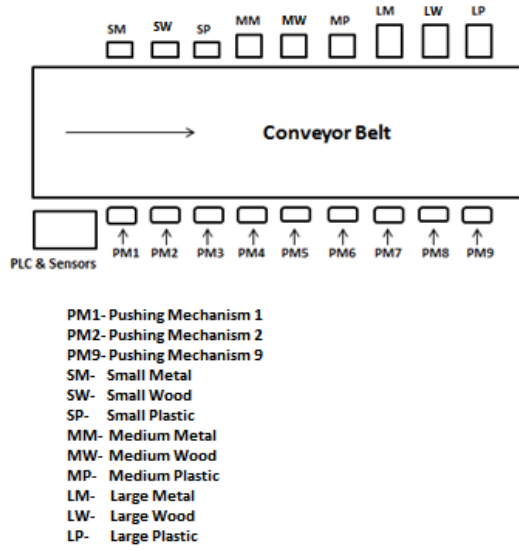 SM SW SP MM MW MP LM LW LP
Conveyor Belt
PLC & Sensors
PM1 PM2 PM3 PM4 PM5 PM6 PM7 PM8 PM9
PM1- Pushing Mechanism 1
PM2- Pushing Mechanism 2
PM9- Pushing Mechanism 9
SM- Small Metal
SW- Small Wood
SP- Small Plastic
MM- Medium Metal
MW- Medium Wood
MP- Medium Plastic
LM- Large Metal
LW- Large Wood
LP- Large Plastic